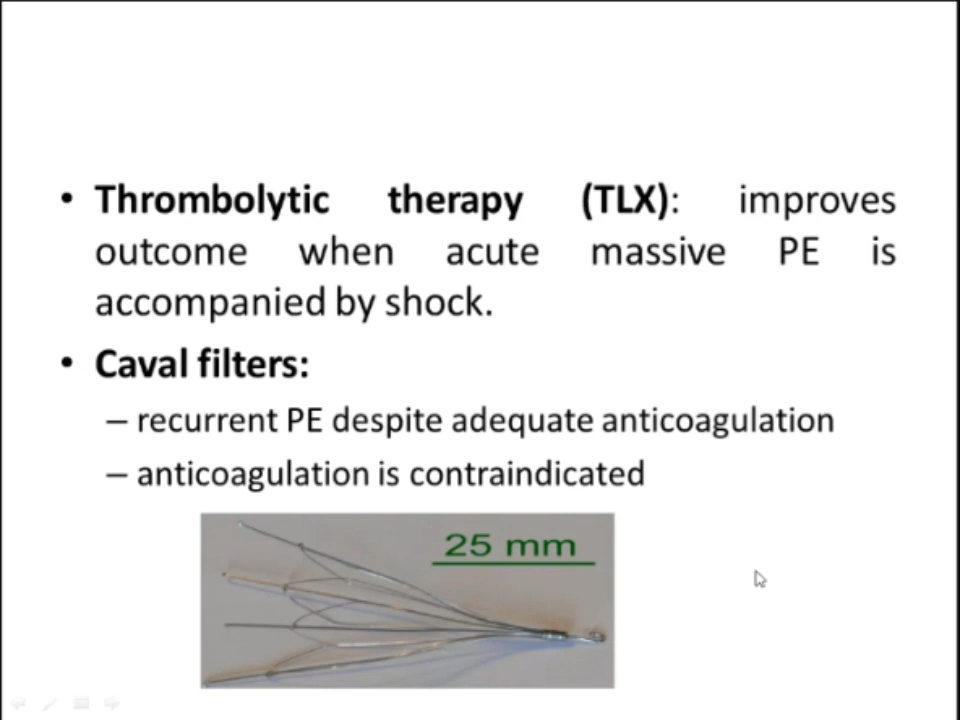 • Thrombolytic therapy (TLX): improves
outcome when acute massive PE is
accompanied by shock.
• Caval filters:
– recurrent PE despite adequate anticoagulation
– anticoagulation is contraindicated
25 mm